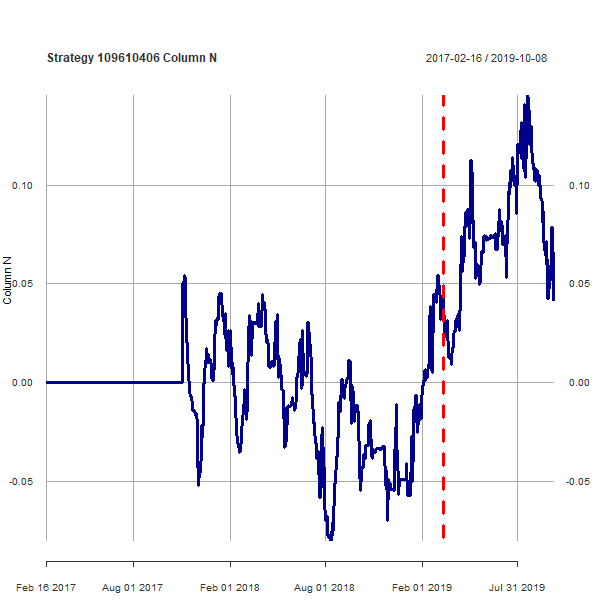 Strategy 109610406 Column N 2017-02-16 / 2019-10-08
0.10 0.10
0.05 0.05
Column N
0.00 0.00
-0.05 -0.05
Feb 16 2017 Aug 01 2017 Feb 01 2018 Aug 01 2018 Feb 01 2019 Jul 31 2019